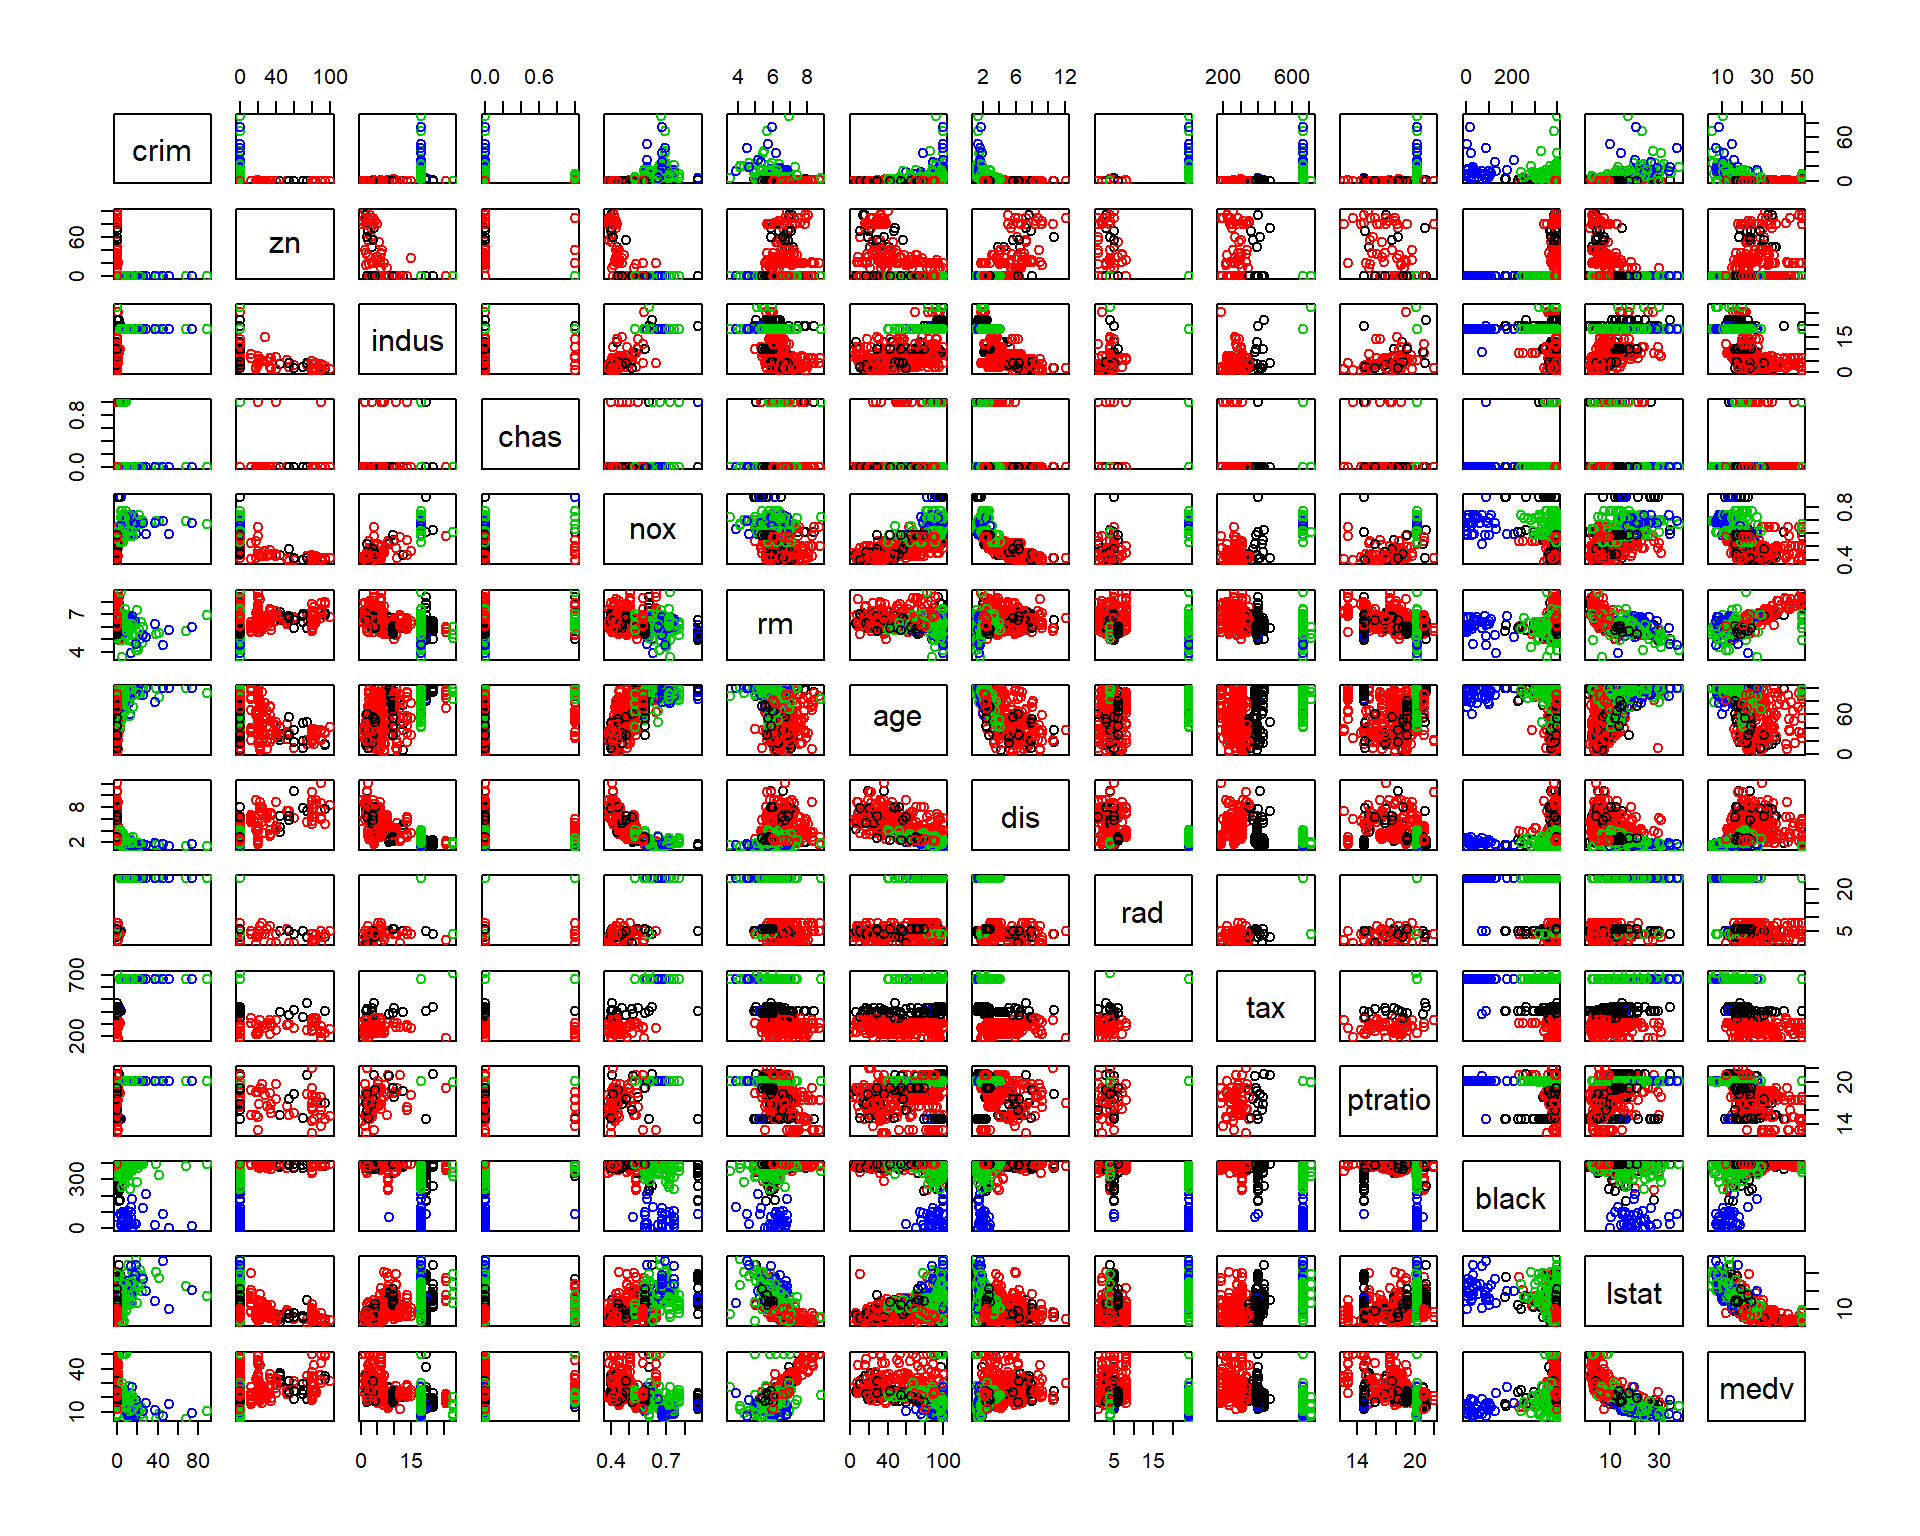 0 40 100 0.0 0.6 4 6 8 2 6 12 200 600 0 200 10 30 50
crim 0 60
0 60 zn
indus 0 15
0.0 0.8 chas
nox 0.4 0.8
4 7 rm
age 0 60
2 8 dis
rad 5 20
200 700 tax
ptratio 14 20
0 300 black
lstat 10
10 40 medv
0 40 80 0 15 0.4 0.7 0 40 100 5 15 14 20 10 30